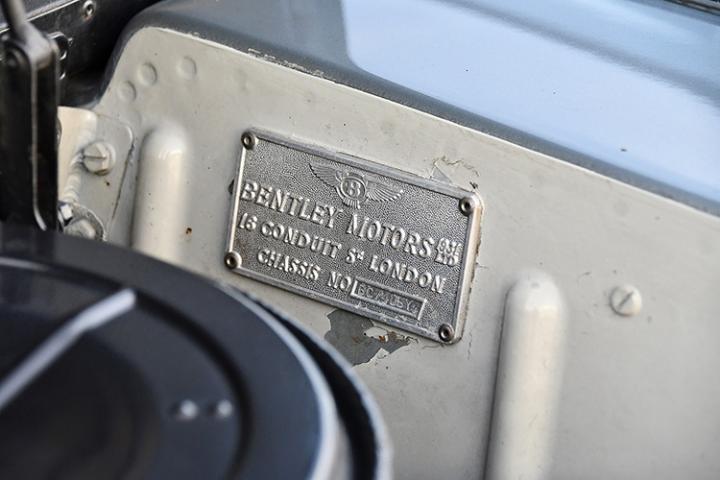 B
BENTLEY MOTORS
16 CONDUIT ST LONDON
CHASSIS NO